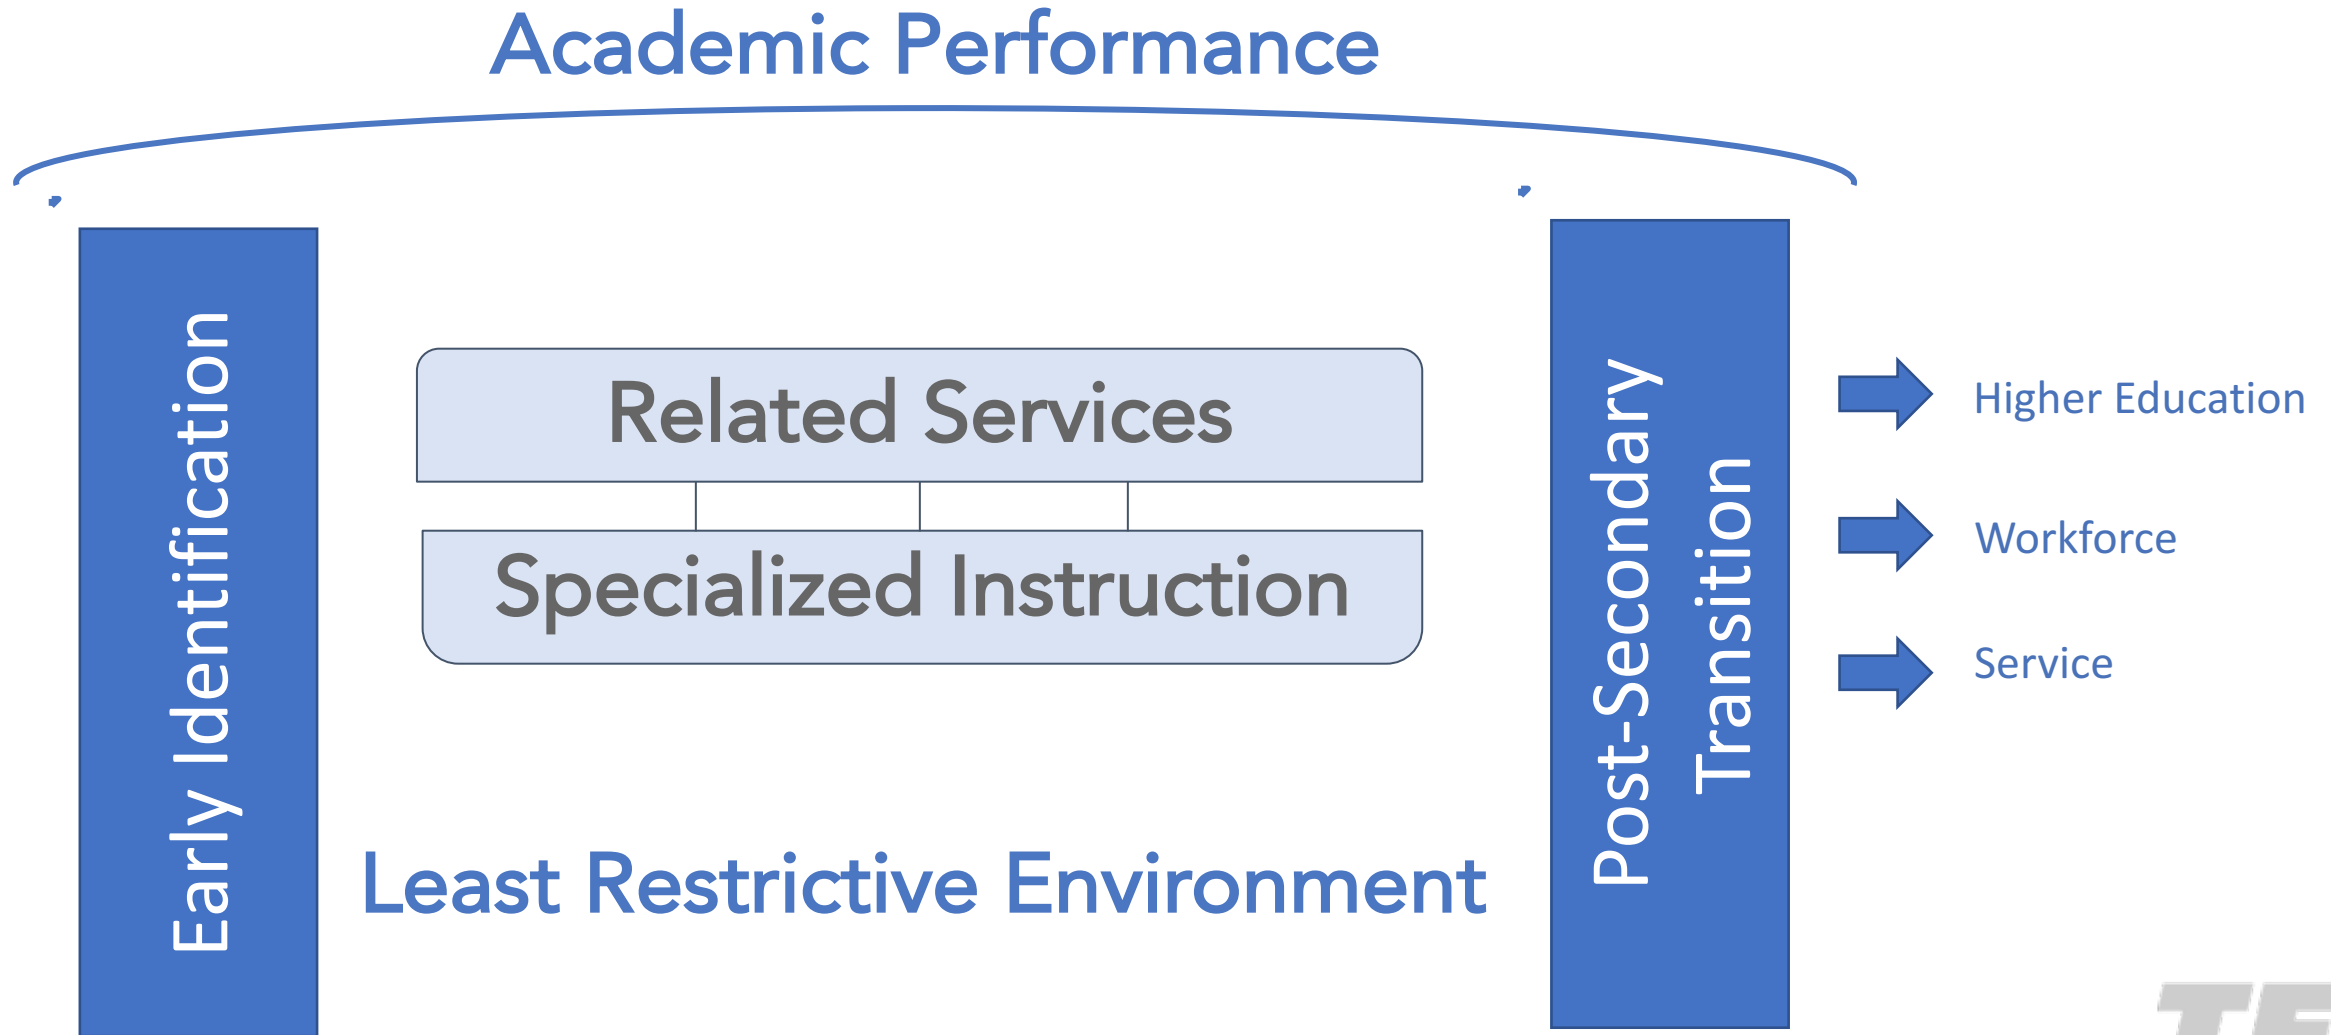 Academic Performance
Early Identification
Related Services
Specialized Instruction
Least Restrictive Environment
Post-Secondary
Transition
Higher Education
Workforce
Service